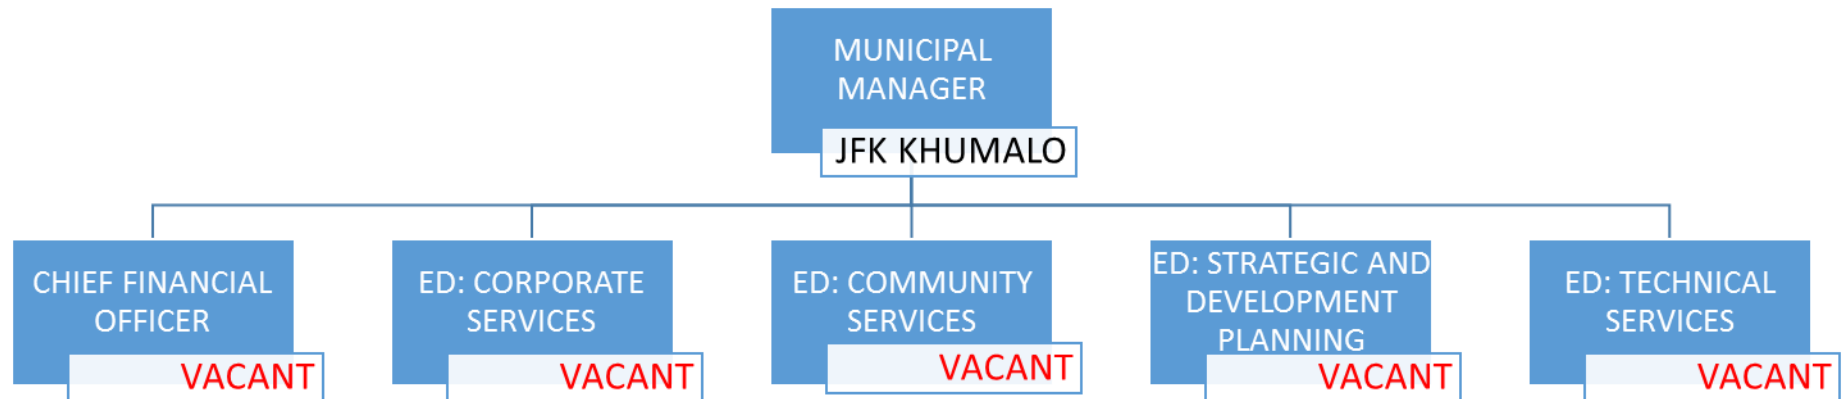 MUNICIPAL
MANAGER
JFK KHUMALO
CHIEF FINANCIAL
OFFICER
VACANT
ED: CORPORATE
SERVICES
VACANT
ED: COMMUNITY
SERVICES
VACANT
ED: STRATEGIC AND
DEVELOPMENT
PLANNING
VACANT
ED: TECHNICAL
SERVICES
VACANT